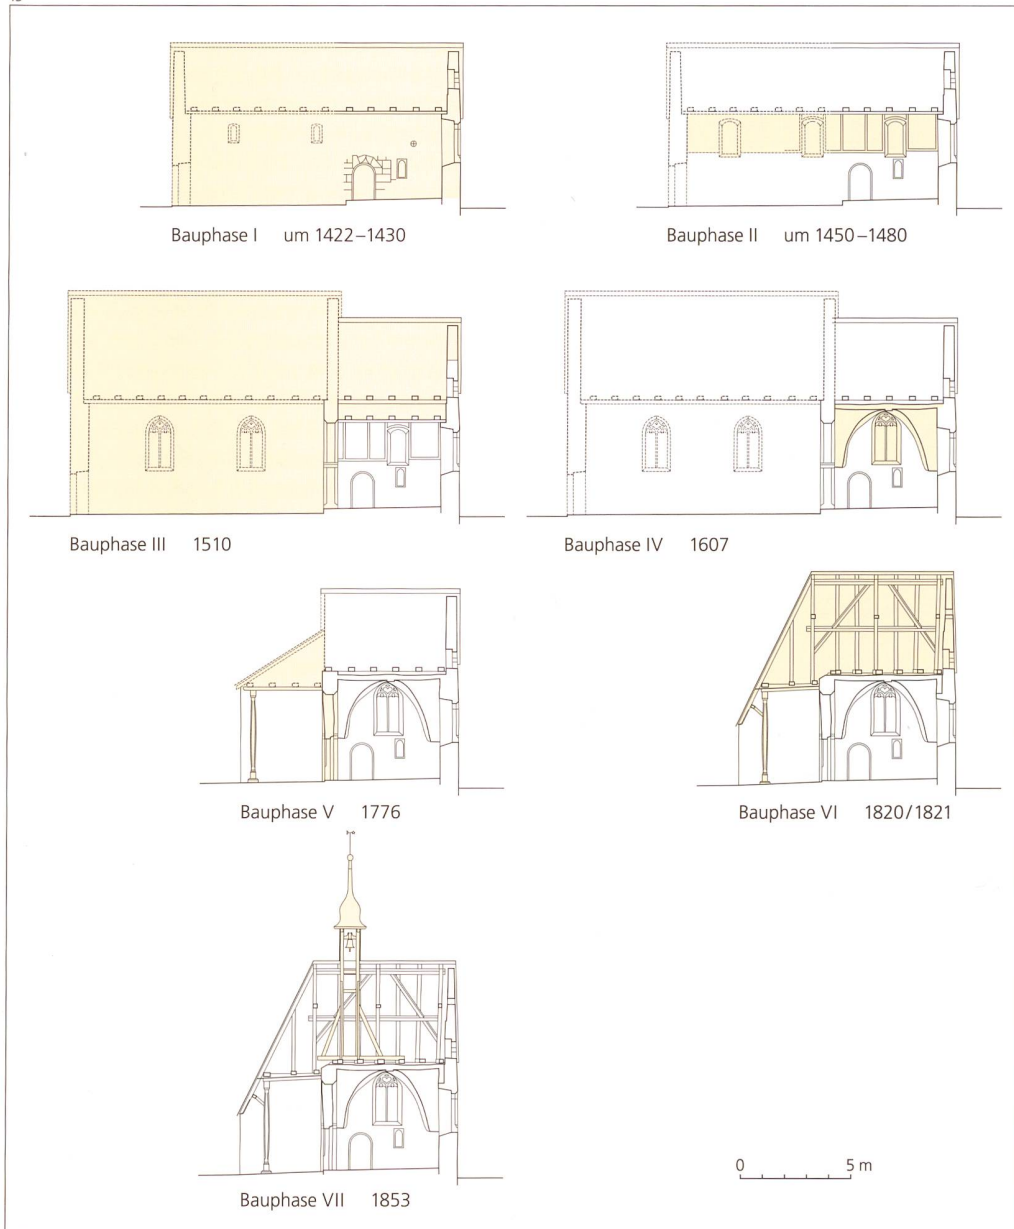 Bauphase I um 1422–1430
Bauphase II um 1450–1480
Bauphase III 1510
Bauphase IV 1607
Bauphase V 1776
Bauphase VI 1820/1821
Bauphase VII 1853
0 5 m